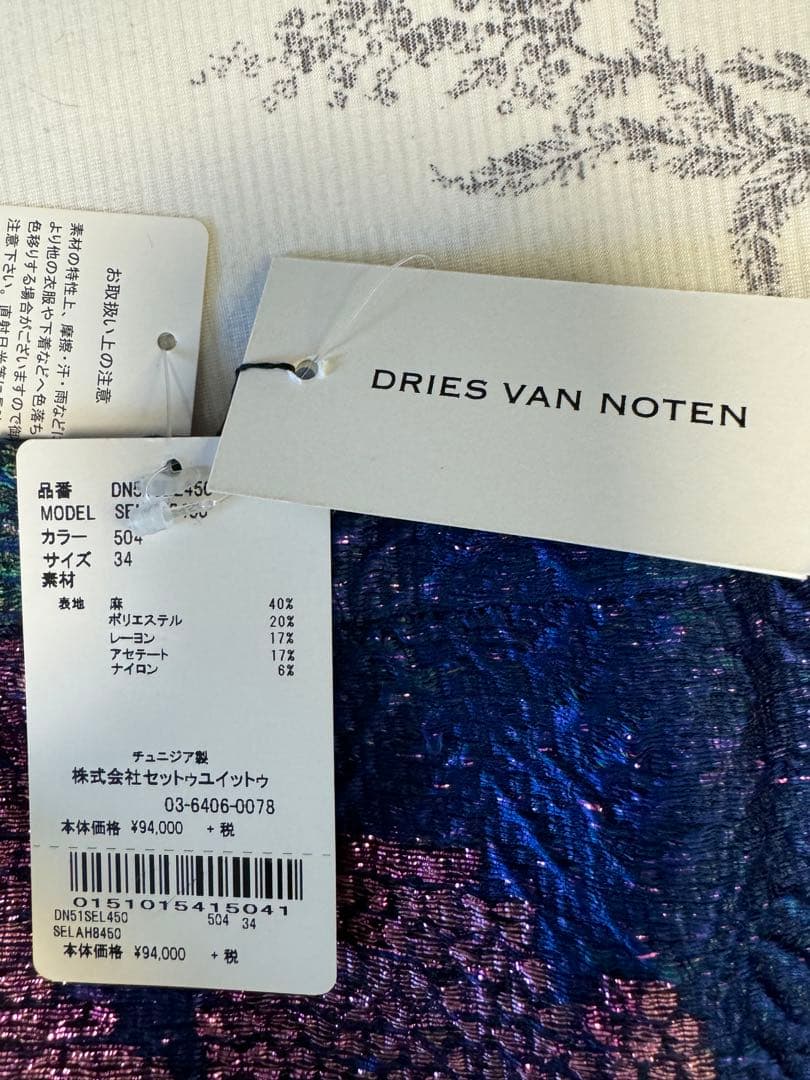 お取扱い上の注意
素材の特性上、摩擦・汗・雨などに
より他の衣服や下着などへ色落ち
色移りする場合がございますので御
注意下さい。直射日光等に
DRIES VAN NOTEN
品番
MODEL
カラー 504
サイズ 34
素材
表地 麻 40%
ポリエステル 20%
レーヨン 17%
アセテート 17%
ナイロン 6%
チュニジア製
株式会社セットゥユイットゥ
03-6406-0078
本体価格 ¥94,000 +税
0151015415041
DN51SEL450 504 34
SELAH8450
本体価格 ¥94,000 +税